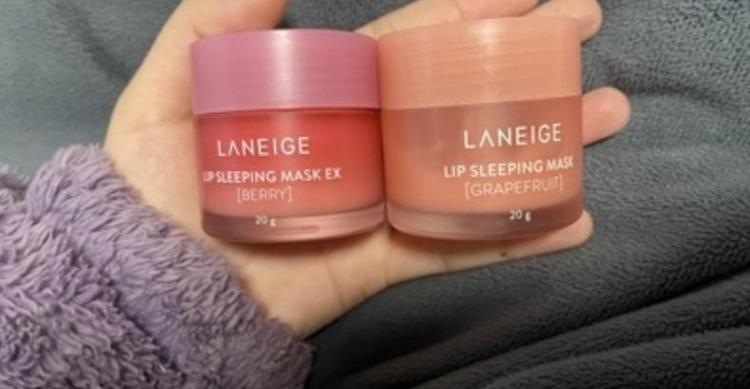 LANEIGE
LIP SLEEPING MASK EX
[BERRY]
20 g
LANEIGE
LIP SLEEPING MASK
[GRAPEFRUIT]
20 g